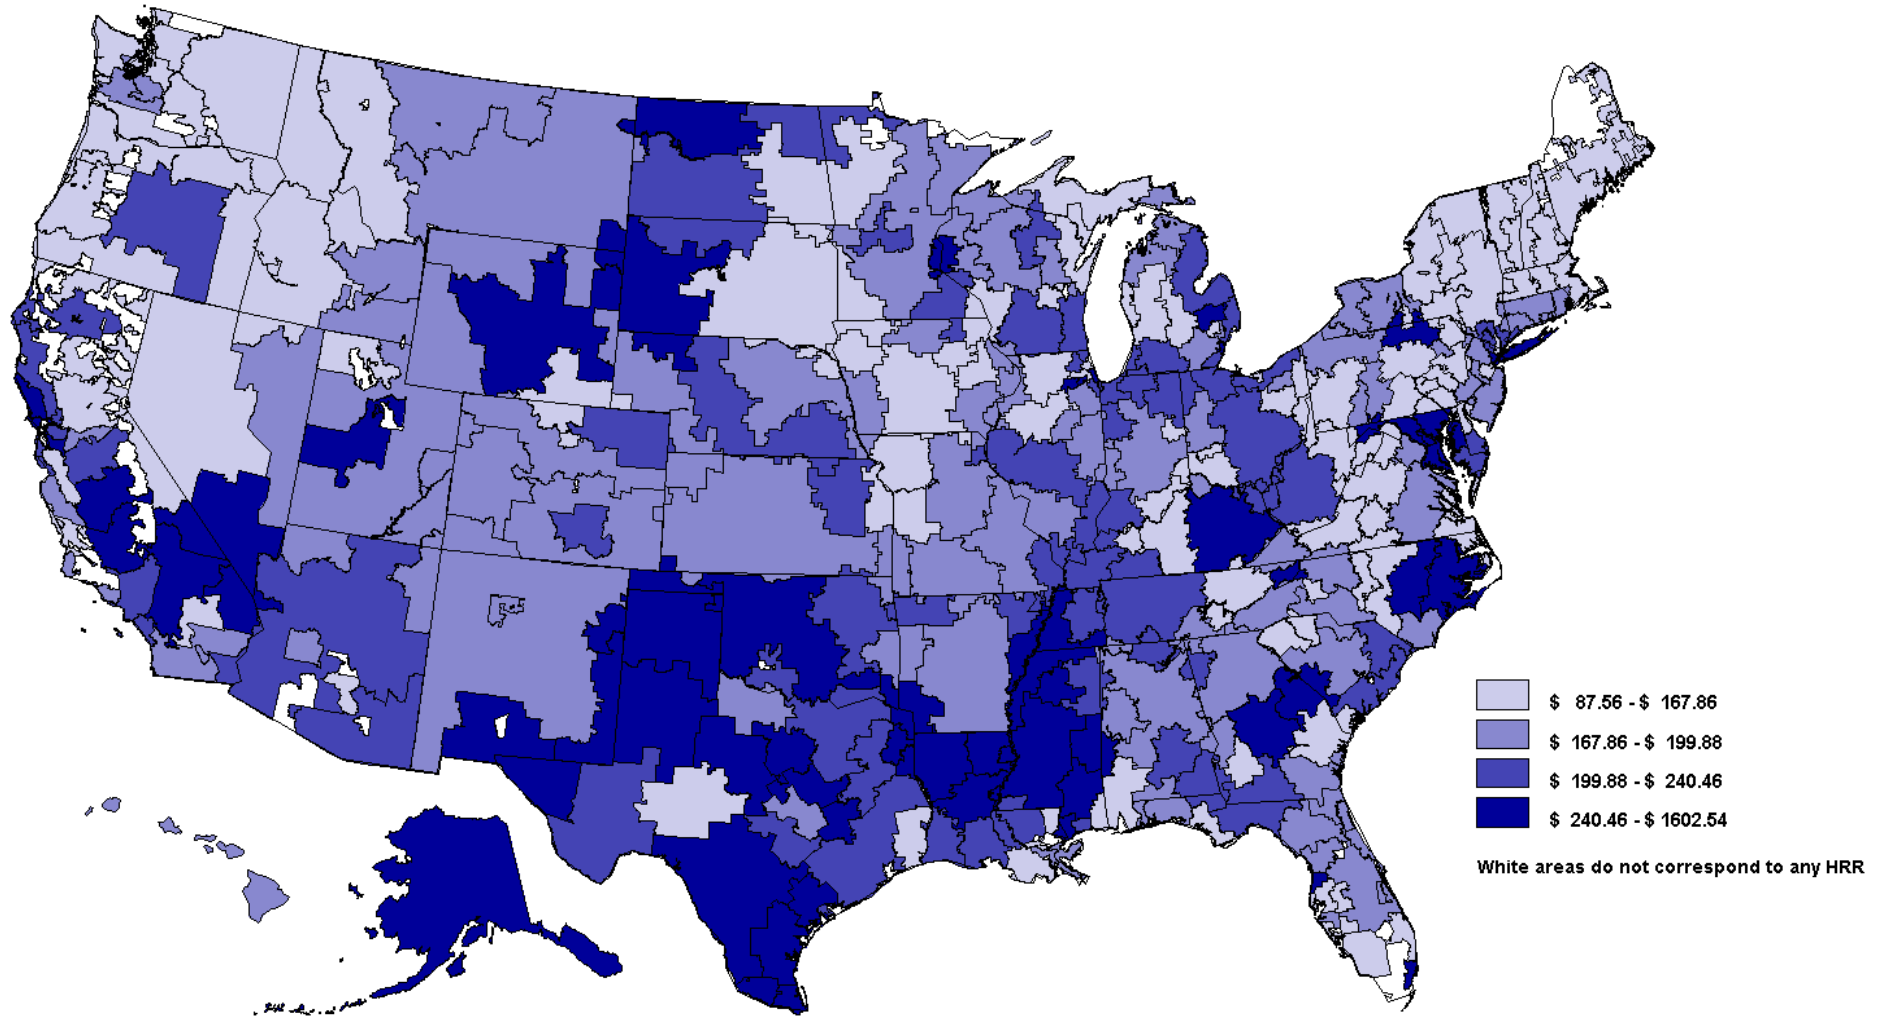 $ 87.56 - $ 167.86
$ 167.86 - $ 199.88
$ 199.88 - $ 240.46
$ 240.46 - $ 1602.54
White areas do not correspond to any HRR